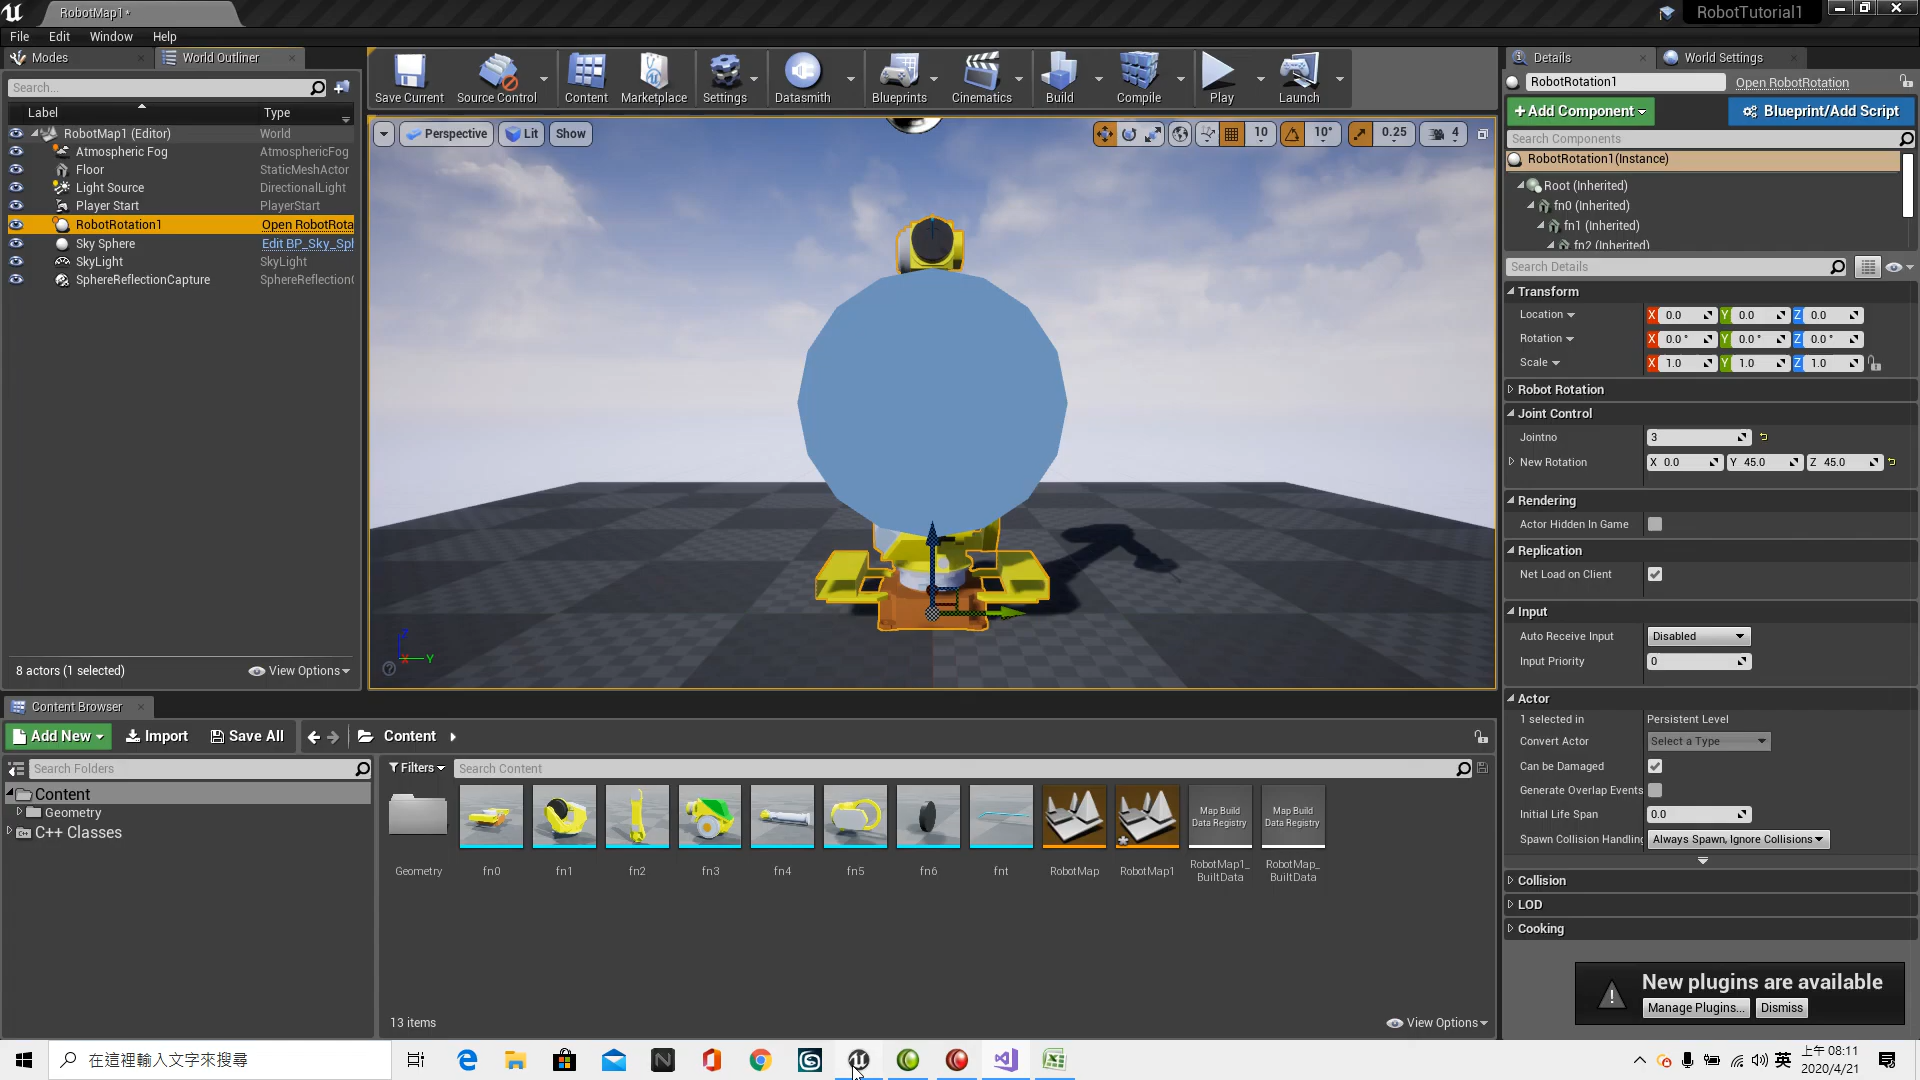 RobotMap1*
RobotTutorial1
File Edit Window Help
Modes
World Outliner
Search...
Label Type
RobotMap1 (Editor) World
Atmospheric Fog AtmosphericFog
Floor StaticMeshActor
Light Source DirectionalLight
Player Start PlayerStart
RobotRotation1 Open RobotRota
Sky Sphere Edit BP_Sky_Sph
SkyLight SkyLight
SphereReflectionCapture SphereReflection
8 actors (1 selected) View Options
Save Current Source Control Content Marketplace Settings Datasmith Blueprints Cinematics Build Compile Play Launch
Perspective Lit Show 10 10° 0.25 4
Z
X Y
Details
World Settings
RobotRotation1 Open RobotRotation
+Add Component Blueprint/Add Script
Search Components
RobotRotation1(Instance)
Root (Inherited)
fn0 (Inherited)
fn1 (Inherited)
fn2 (Inherited)
Search Details
Transform
Location X 0.0 Y 0.0 Z 0.0
Rotation X 0.0 ° Y 0.0 ° Z 0.0 °
Scale X 1.0 Y 1.0 Z 1.0
Robot Rotation
Joint Control
Jointno 3
New Rotation X 0.0 Y 45.0 Z 45.0
Rendering
Actor Hidden In Game
Replication
Net Load on Client
Input
Auto Receive Input Disabled
Input Priority 0
Actor
1 selected in Persistent Level
Convert Actor Select a Type
Can be Damaged
Generate Overlap Events
Initial Life Span 0.0
Spawn Collision Handling Always Spawn, Ignore Collisions
Collision
LOD
Cooking
New plugins are available
Manage Plugins... Dismiss
Content Browser
Add New Import Save All Content
Search Folders
Content
Geometry
C++ Classes
Filters Search Content
Map Build Data Registry
Map Build Data Registry
Geometry fn0 fn1 fn2 fn3 fn4 fn5 fn6 fnt RobotMap RobotMap1 RobotMap1_BuiltData RobotMap_BuiltData
13 items View Options
在這裡輸入文字來搜尋
英
上午 08:11
2020/4/21